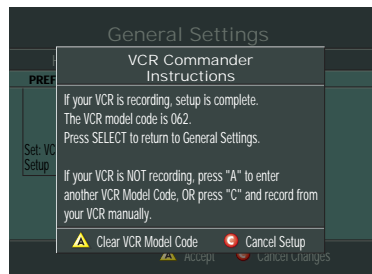 General Settings
VCR Commander
Instructions
PREF
If your VCR is recording, setup is complete.
The VCR model code is 062.
Press SELECT to return to General Settings.
Set: VC
Setup
If your VCR is NOT recording, press "A" to enter
another VCR Model Code, OR press "C" and record from
your VCR manually.
A Clear VCR Model Code C Cancel Setup
A Accept C Cancel Changes